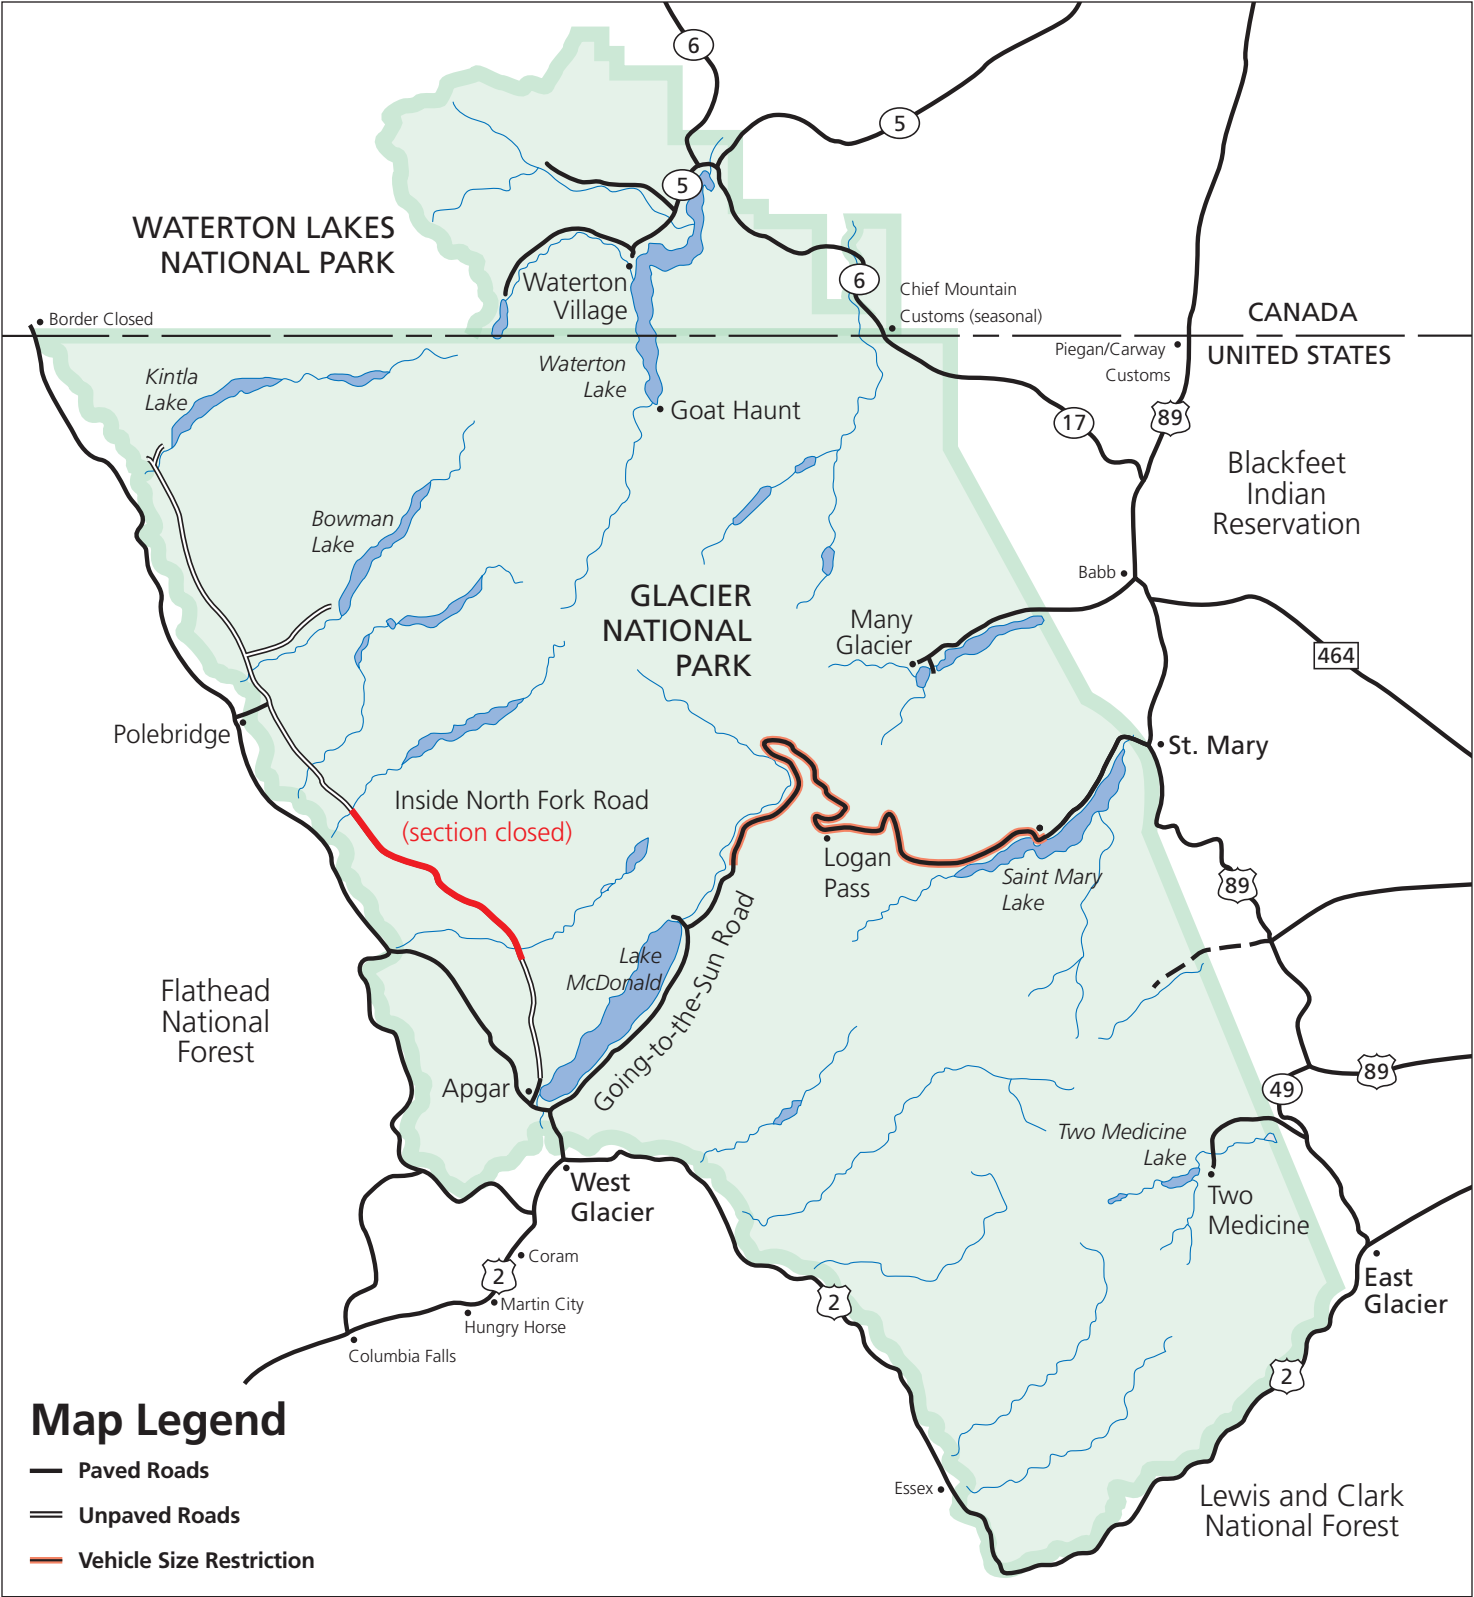 6
5
5
WATERTON LAKES
NATIONAL PARK
Waterton
Village
6
Chief Mountain
Customs (seasonal)
CANADA
Border Closed
Piegan/Carway
Customs
UNITED STATES
Kintla
Lake
Waterton
Lake
Goat Haunt
17
89
Blackfeet
Indian
Reservation
Bowman
Lake
Babb
GLACIER
NATIONAL
PARK
Many
Glacier
464
Polebridge
St. Mary
Inside North Fork Road
(section closed)
Logan
Pass
Saint Mary
Lake
89
Lake
McDonald
Going-to-the-Sun Road
Flathead
National
Forest
Apgar
89
49
Two Medicine
Lake
West
Glacier
Two
Medicine
Coram
2
Martin City
Hungry Horse
Columbia Falls
2
East
Glacier
2
Map Legend
Paved Roads
Unpaved Roads
Vehicle Size Restriction
Essex
Lewis and Clark
National Forest